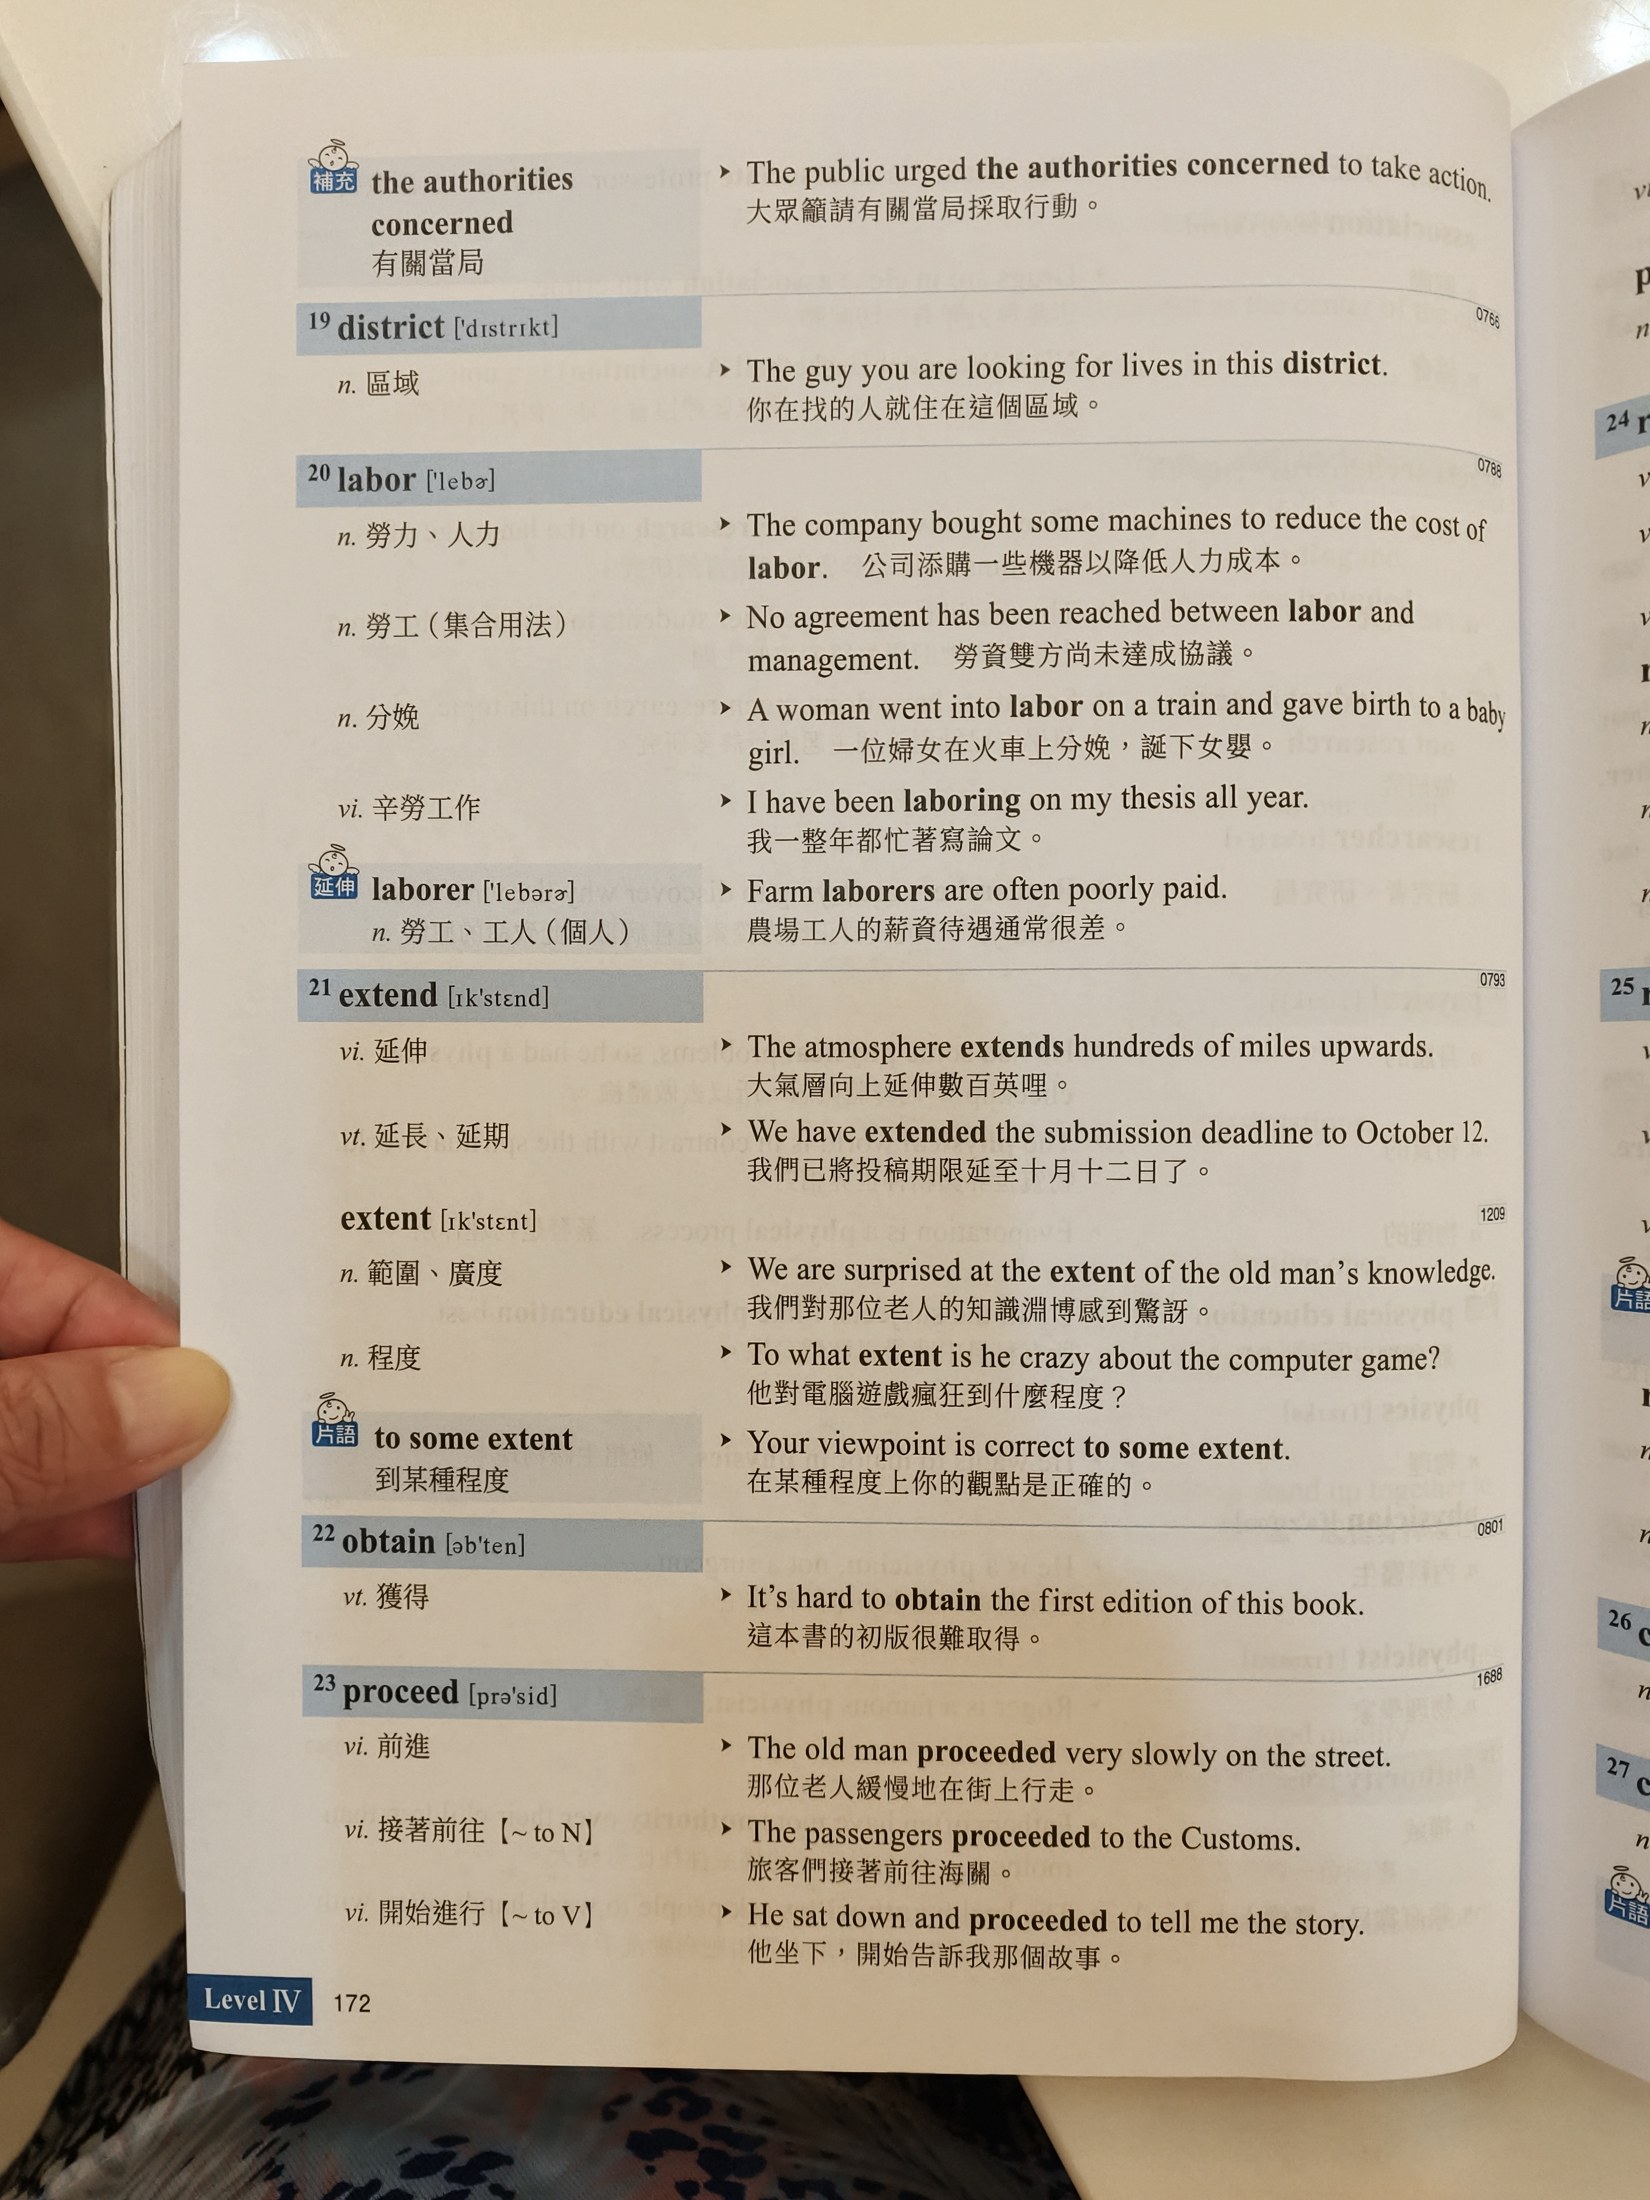 補充 the authorities
concerned
有關當局
➤ The public urged the authorities concerned to take action.
大眾籲請有關當局採取行動。
19 district ['dɪstrɪkt] 0766
n. 區域
➤ The guy you are looking for lives in this district.
你在找的人就住在這個區域。
20 labor ['lebɚ] 0788
n. 勞力、人力
➤ The company bought some machines to reduce the cost of
labor. 公司添購一些機器以降低人力成本。
n. 勞工（集合用法）
➤ No agreement has been reached between labor and
management. 勞資雙方尚未達成協議。
n. 分娩
➤ A woman went into labor on a train and gave birth to a baby
girl. 一位婦女在火車上分娩，誕下女嬰。
vi. 辛勞工作
➤ I have been laboring on my thesis all year.
我一整年都忙著寫論文。
延伸 laborer ['lebərɚ]
n. 勞工、工人（個人）
➤ Farm laborers are often poorly paid.
農場工人的薪資待遇通常很差。
21 extend [ɪk'stɛnd] 0793
vi. 延伸
➤ The atmosphere extends hundreds of miles upwards.
大氣層向上延伸數百英哩。
vt. 延長、延期
➤ We have extended the submission deadline to October 12.
我們已將投稿期限延至十月十二日了。
extent [ɪk'stɛnt] 1209
n. 範圍、廣度
➤ We are surprised at the extent of the old man's knowledge.
我們對那位老人的知識淵博感到驚訝。
n. 程度
➤ To what extent is he crazy about the computer game?
他對電腦遊戲瘋狂到什麼程度？
片語 to some extent
到某種程度
➤ Your viewpoint is correct to some extent.
在某種程度上你的觀點是正確的。
22 obtain [əb'ten] 0801
vt. 獲得
➤ It's hard to obtain the first edition of this book.
這本書的初版很難取得。
23 proceed [prə'sid] 1688
vi. 前進
➤ The old man proceeded very slowly on the street.
那位老人緩慢地在街上行走。
vi. 接著前往【~ to N】
➤ The passengers proceeded to the Customs.
旅客們接著前往海關。
vi. 開始進行【~ to V】
➤ He sat down and proceeded to tell me the story.
他坐下，開始告訴我那個故事。
Level IV 172
24
25
片語
26
27
片語